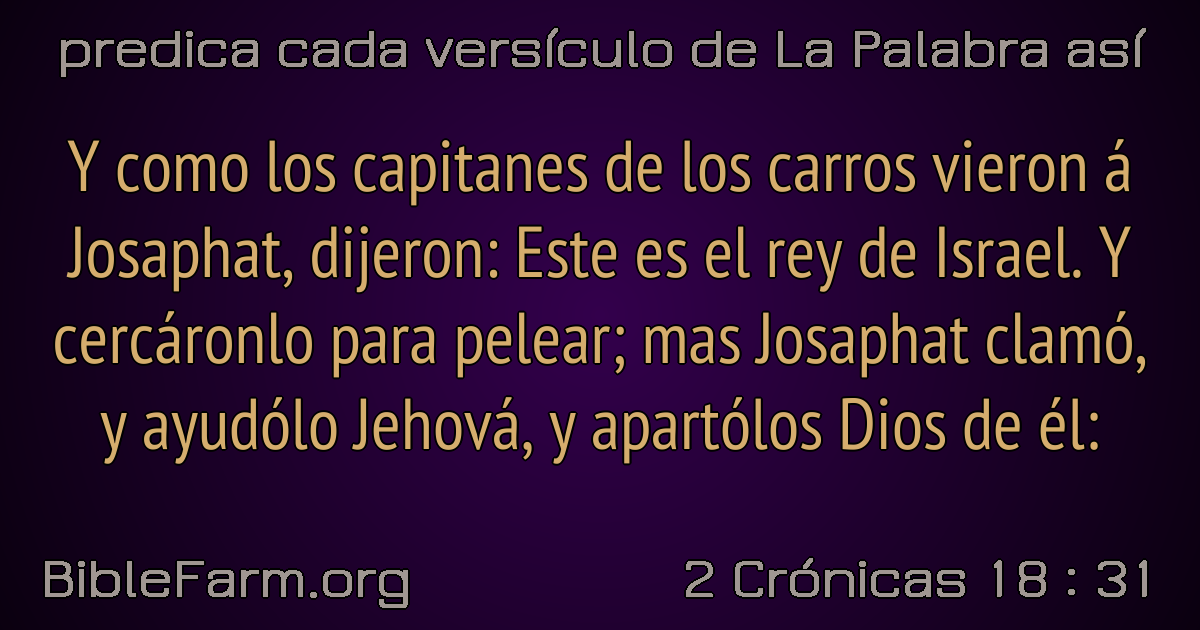 predica cada versículo de La Palabra así
Y como los capitanes de los carros vieron á
Josaphat, dijeron: Este es el rey de Israel. Y
cercáronlo para pelear; mas Josaphat clamó,
y ayudólo Jehová, y apartólos Dios de él:
BibleFarm.org
2 Crónicas 18 : 31